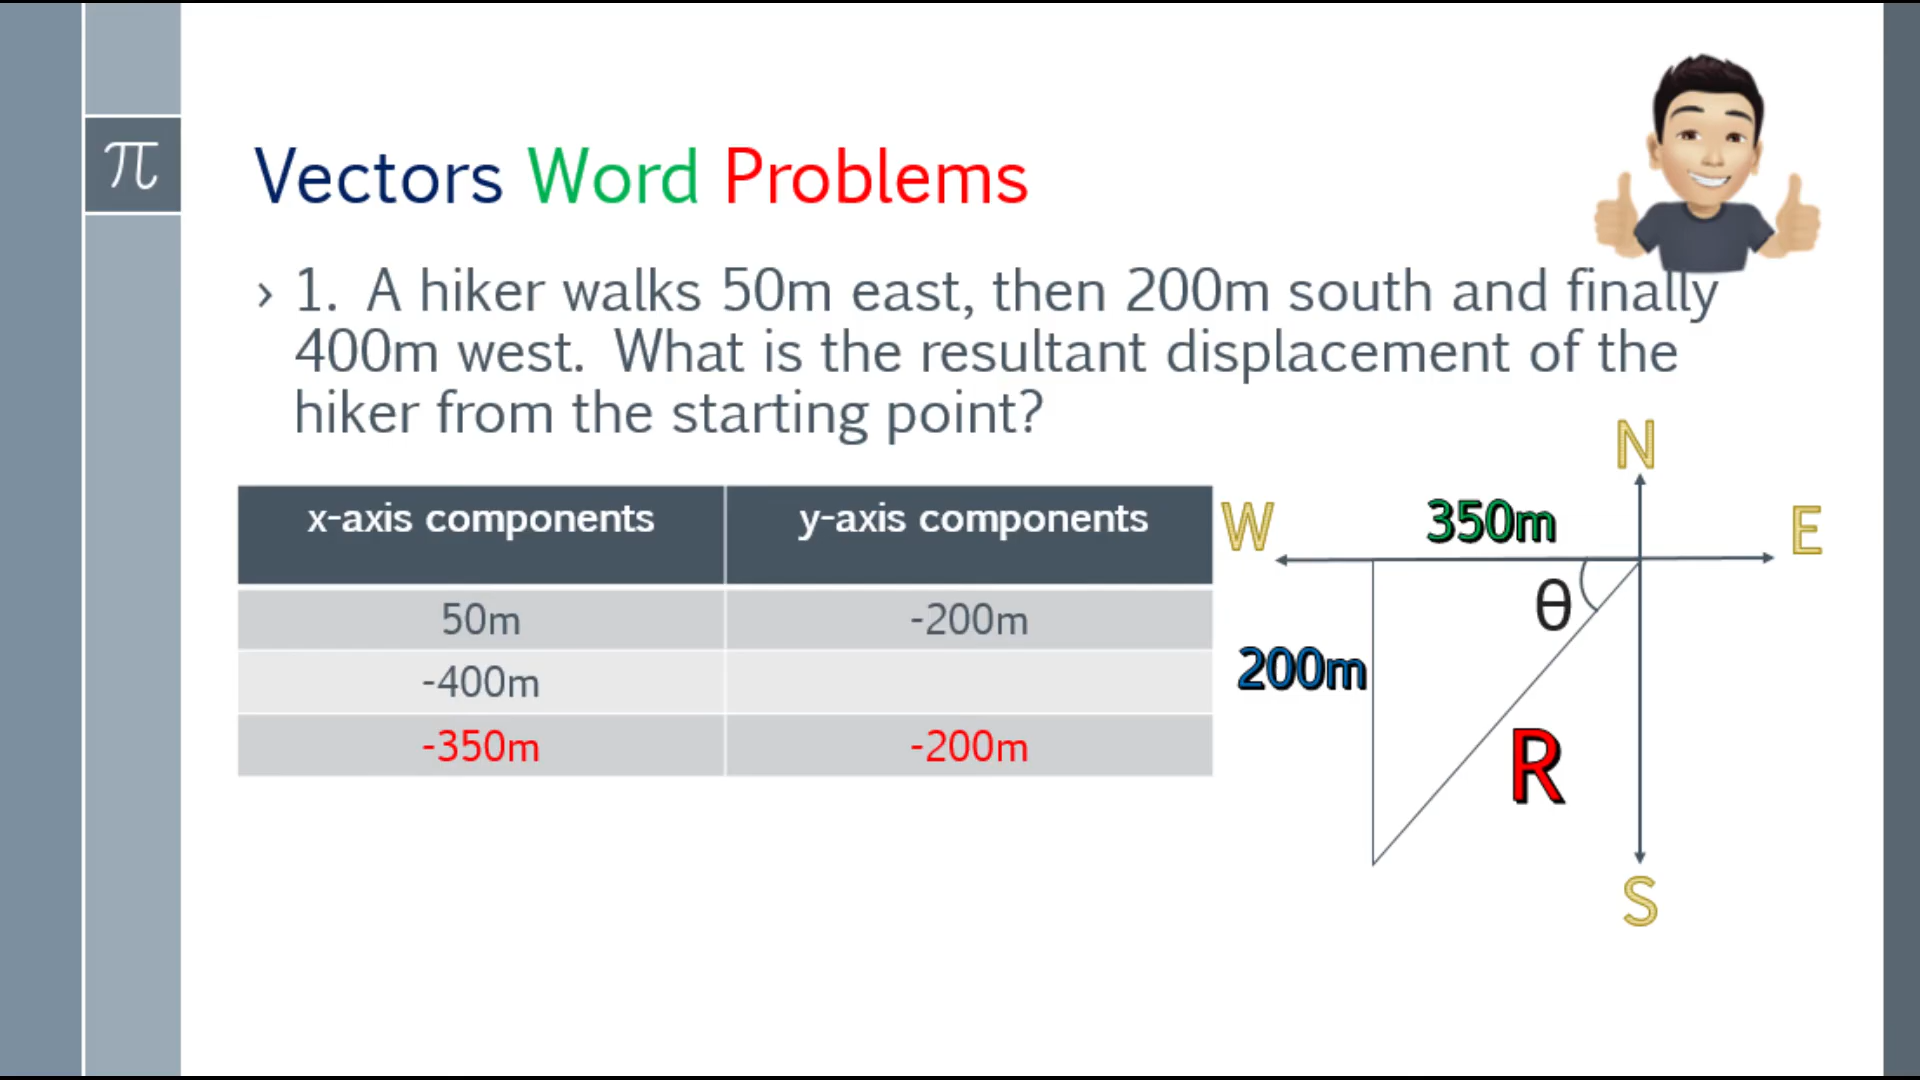 π
Vectors Word Problems
› 1. A hiker walks 50m east, then 200m south and finally
400m west. What is the resultant displacement of the
hiker from the starting point?
x-axis components y-axis components
50m -200m
-400m
-350m -200m
N
W 350m E
θ
200m
R
S